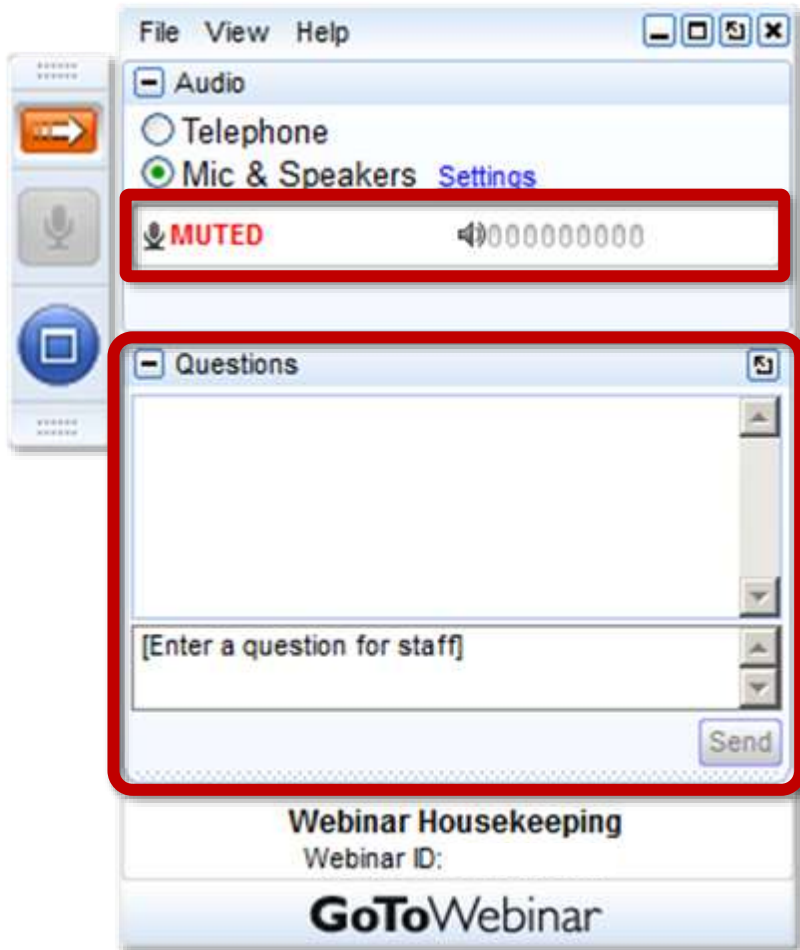 File View Help
Audio
Telephone
Mic & Speakers Settings
MUTED 000000000
Questions
[Enter a question for staff]
Send
Webinar Housekeeping
Webinar ID:
GoToWebinar